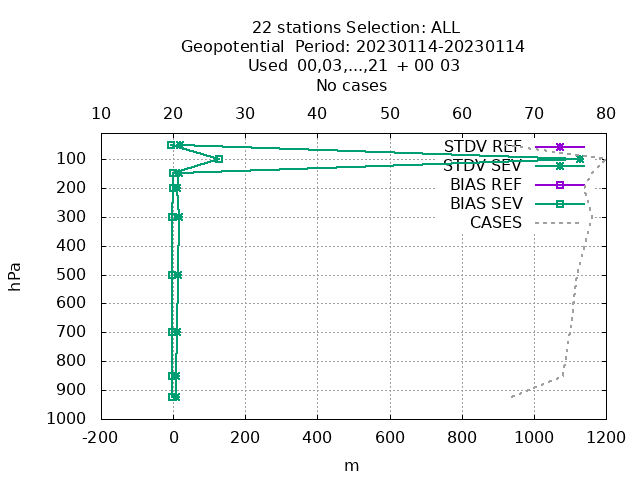 22 stations Selection: ALL
Geopotential  Period: 20230114-20230114
Used  00,03,...,21  + 00 03
No cases
10 20 30 40 50 60 70 80
STDV REF
STDV SEV
BIAS REF
BIAS SEV
CASES
100
200
300
400
500
600
700
800
900
1000
hPa
-200 0 200 400 600 800 1000 1200
m